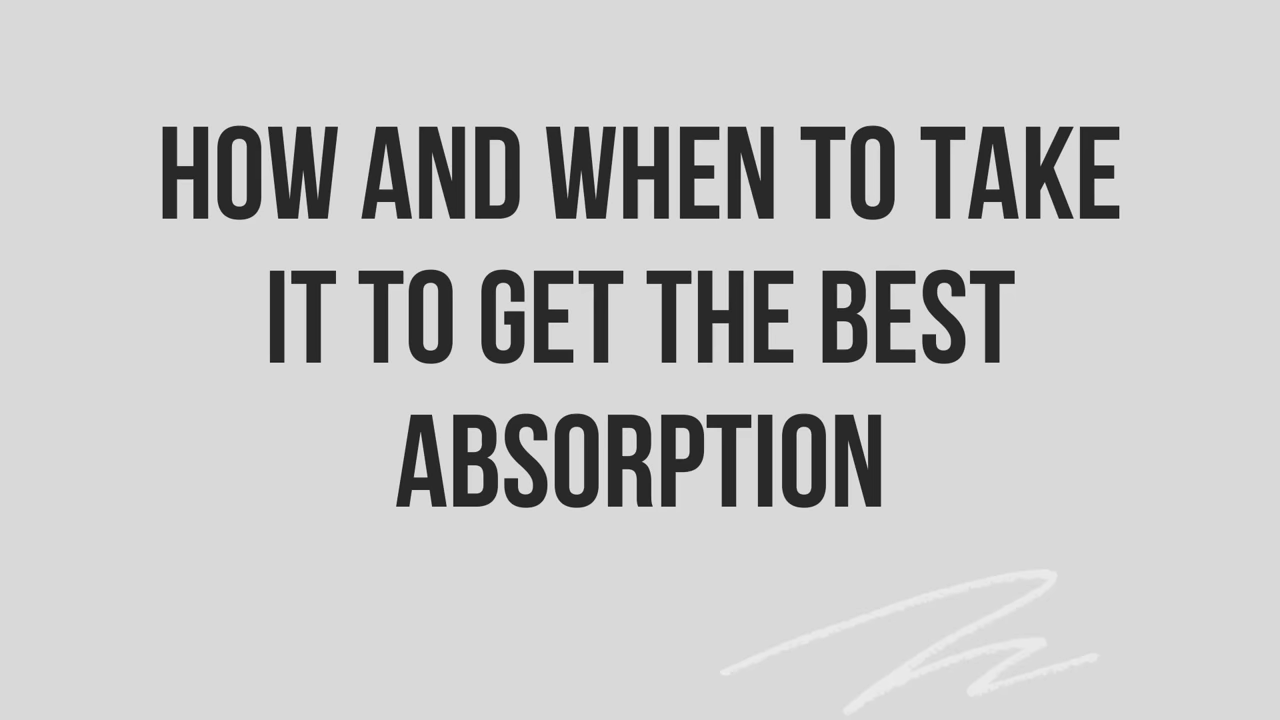 HOW AND WHEN TO TAKE
IT TO GET THE BEST
ABSORPTION